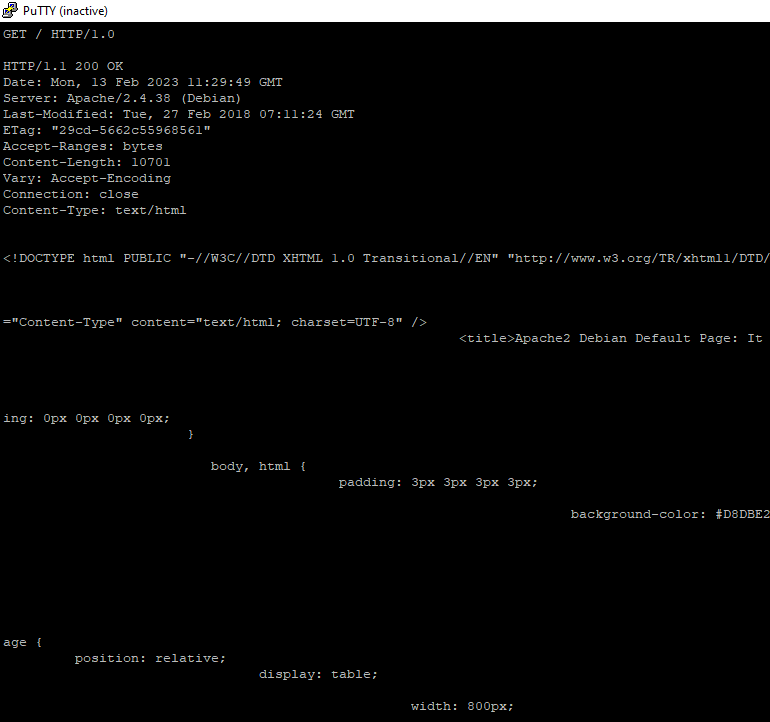 PuTTY (inactive)
GET / HTTP/1.0
HTTP/1.1 200 OK
Date: Mon, 13 Feb 2023 11:29:49 GMT
Server: Apache/2.4.38 (Debian)
Last-Modified: Tue, 27 Feb 2018 07:11:24 GMT
ETag: "29cd-5662c55968561"
Accept-Ranges: bytes
Content-Length: 10701
Vary: Accept-Encoding
Connection: close
Content-Type: text/html
<!DOCTYPE html PUBLIC "-//W3C//DTD XHTML 1.0 Transitional//EN" "http://www.w3.org/TR/xhtml1/DTD/
="Content-Type" content="text/html; charset=UTF-8" />
<title>Apache2 Debian Default Page: It
ing: 0px 0px 0px 0px;
}
body, html {
padding: 3px 3px 3px 3px;
background-color: #D8DBE2
age {
position: relative;
display: table;
width: 800px;